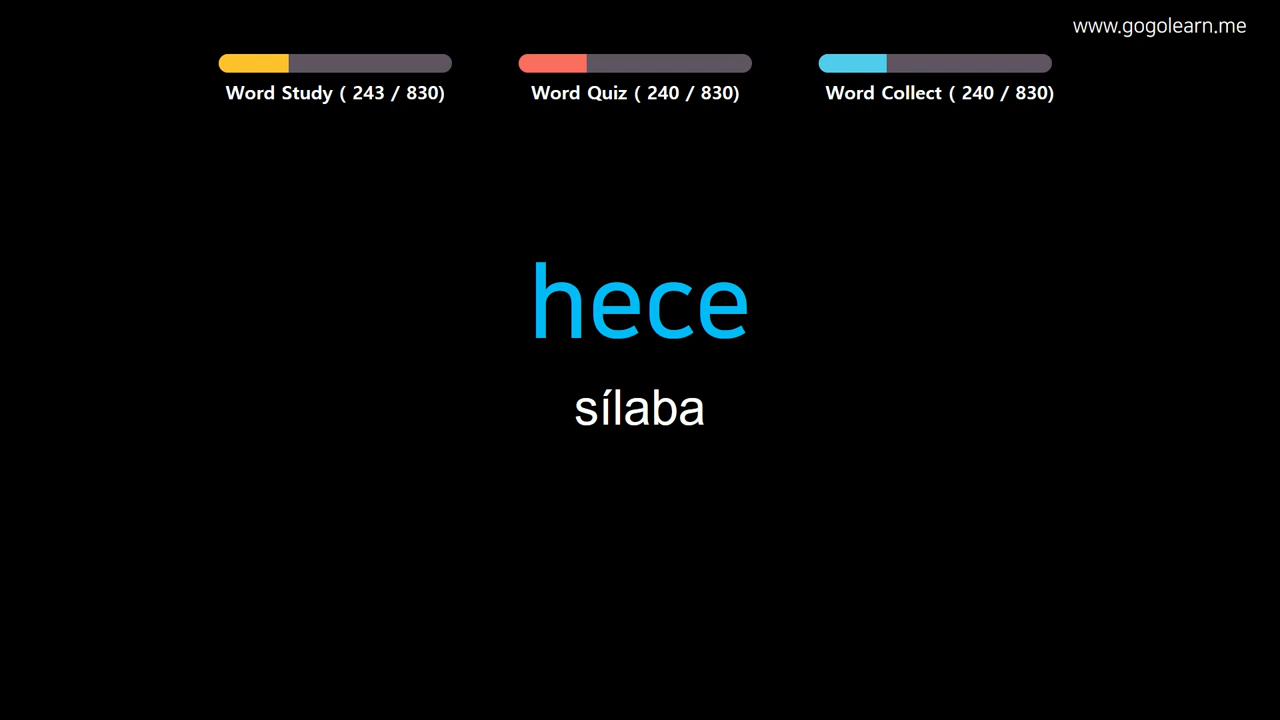 www.gogolearn.me
Word Study ( 243 / 830)
Word Quiz ( 240 / 830)
Word Collect ( 240 / 830)
hece
sílaba